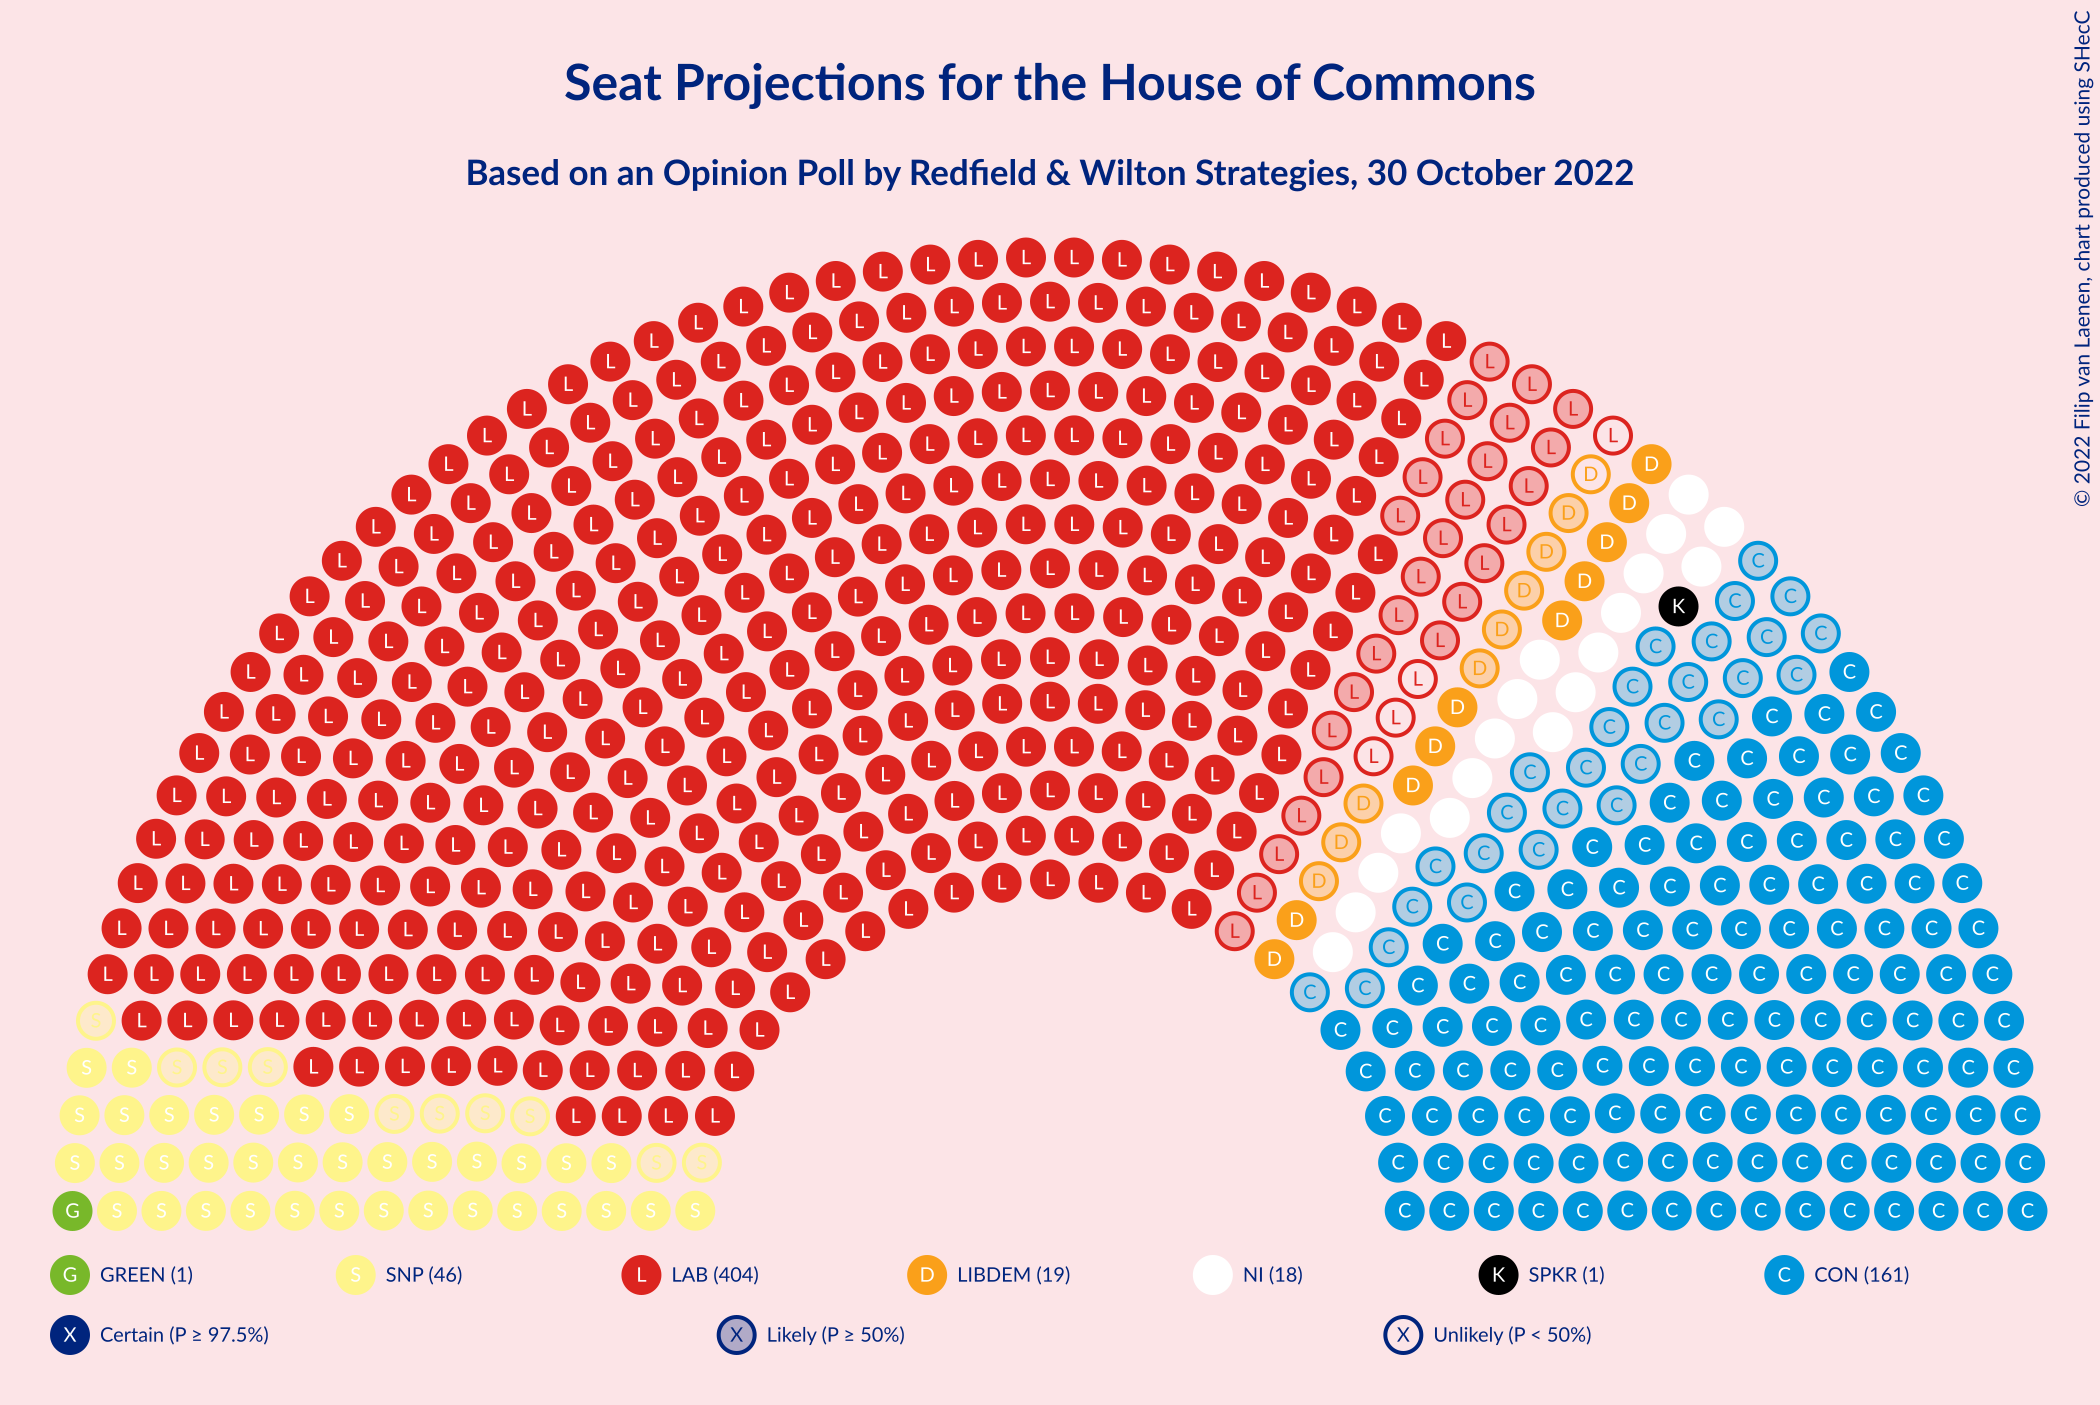 Seat Projections for the House of Commons
Based on an Opinion Poll by Redfield & Wilton Strategies, 30 October 2022
© 2022 Filip van Laenen, chart produced using SHecC
G GREEN (1)
S SNP (46)
L LAB (404)
D LIBDEM (19)
NI (18)
K SPKR (1)
C CON (161)
X Certain (P ≥ 97.5%)
X Likely (P ≥ 50%)
X Unlikely (P < 50%)